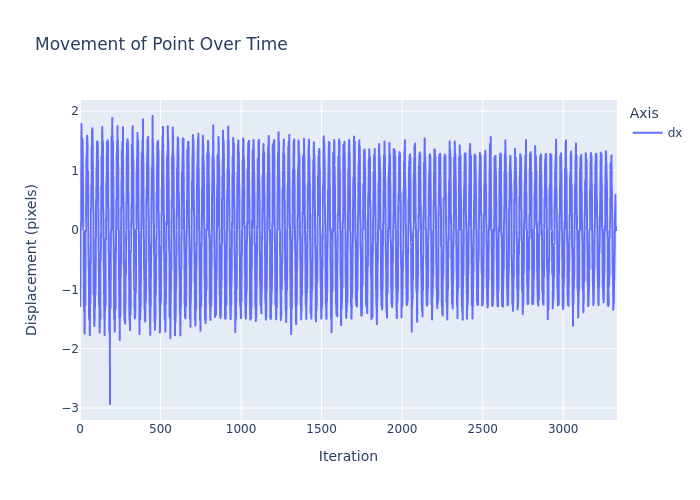 Movement of Point Over Time
Axis
dx
2
1
0
−1
−2
−3
Displacement (pixels)
0 500 1000 1500 2000 2500 3000
Iteration